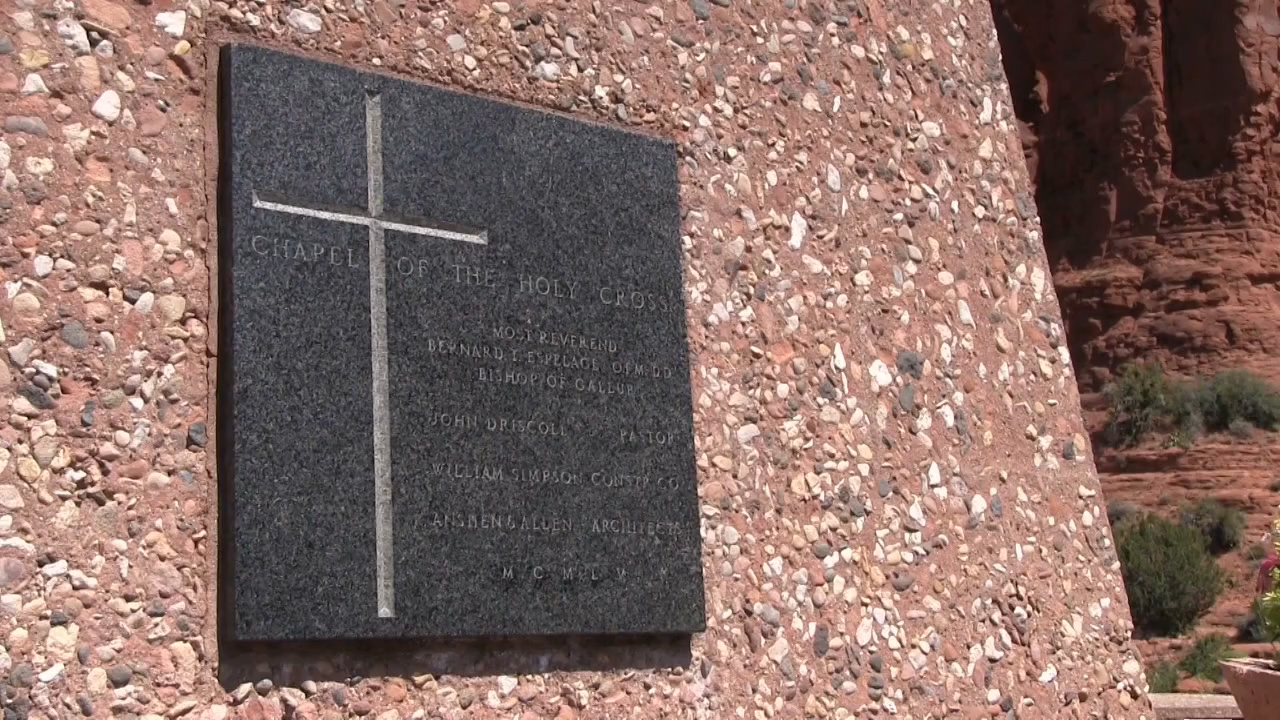 CHAPEL OF THE HOLY CROSS
MOST REVEREND
BERNARD T. ESPELAGE, O.F.M. D.D.
BISHOP OF GALLUP
JOHN DRISCOLL PASTOR
WILLIAM SIMPSON CONSTR. CO.
ANSHEN & ALLEN ARCHITECTS